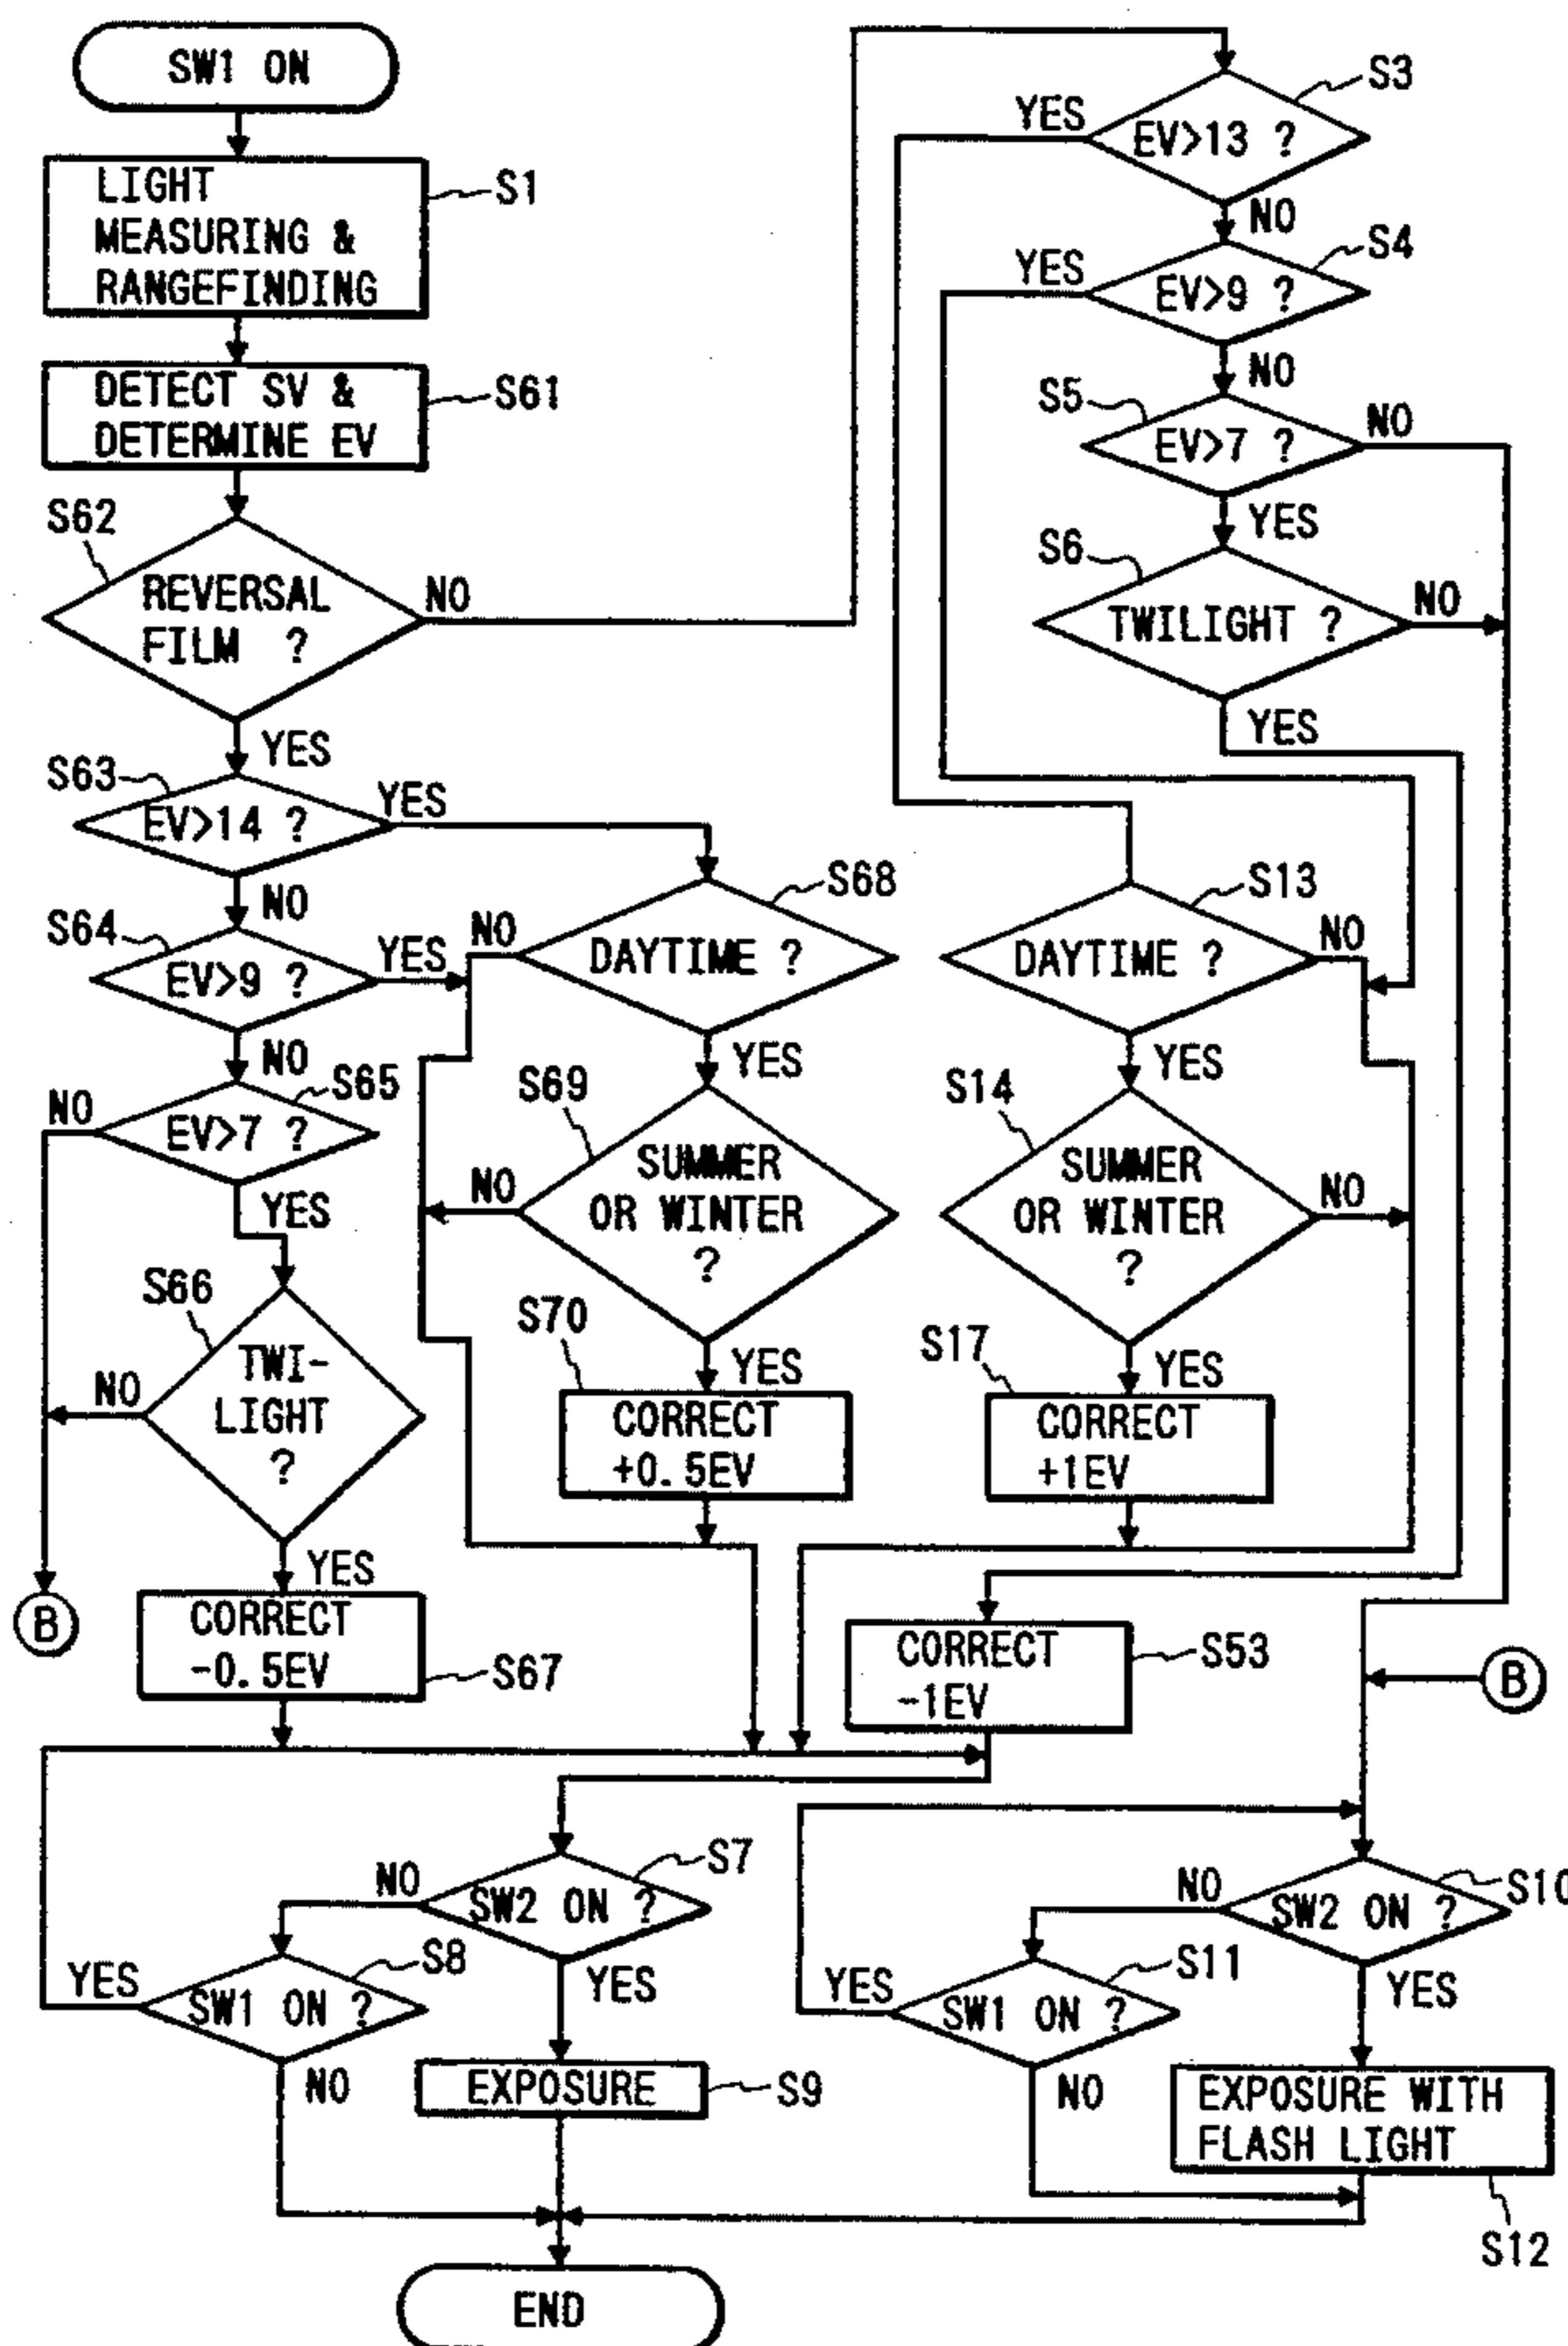 SW1 ON
LIGHT
MEASURING &
RANGEFINDING
S1
DETECT SV &
DETERMINE EV
S61
S62
REVERSAL
FILM ?
NO
YES
S63
EV>14 ?
YES
NO
S64
EV>9 ?
YES
NO
S65
EV>7 ?
NO
YES
S66
TWI-
LIGHT
?
NO
YES
B
CORRECT
-0.5EV
S67
S68
DAYTIME ?
NO
YES
S69
SUMMER
OR WINTER
?
NO
YES
S70
CORRECT
+0.5EV
S3
EV>13 ?
YES
NO
S4
EV>9 ?
YES
NO
S5
EV>7 ?
NO
YES
S6
TWILIGHT ?
NO
YES
S13
DAYTIME ?
NO
YES
S14
SUMMER
OR WINTER
?
NO
YES
S17
CORRECT
+1EV
CORRECT
-1EV
S53
B
S7
SW2 ON ?
NO
YES
S8
SW1 ON ?
YES
NO
EXPOSURE
S9
S10
SW2 ON ?
NO
YES
S11
SW1 ON ?
YES
NO
EXPOSURE WITH
FLASH LIGHT
S12
END